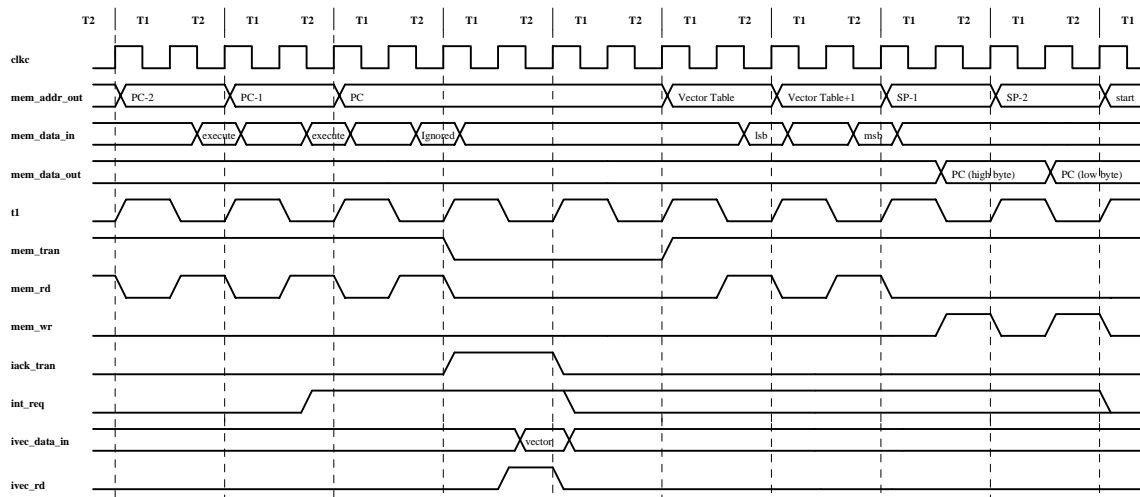 T2 T1 T2 T1 T2 T1 T2 T1 T2 T1 T2 T1 T2 T1 T2 T1 T2 T1 T2 T1
clkc
mem_addr_out PC-2 PC-1 PC Vector Table Vector Table+1 SP-1 SP-2 start
mem_data_in execute execute Ignored lsb msb
mem_data_out PC (high byte) PC (low byte)
t1
mem_tran
mem_rd
mem_wr
iack_tran
int_req
ivec_data_in vector
ivec_rd